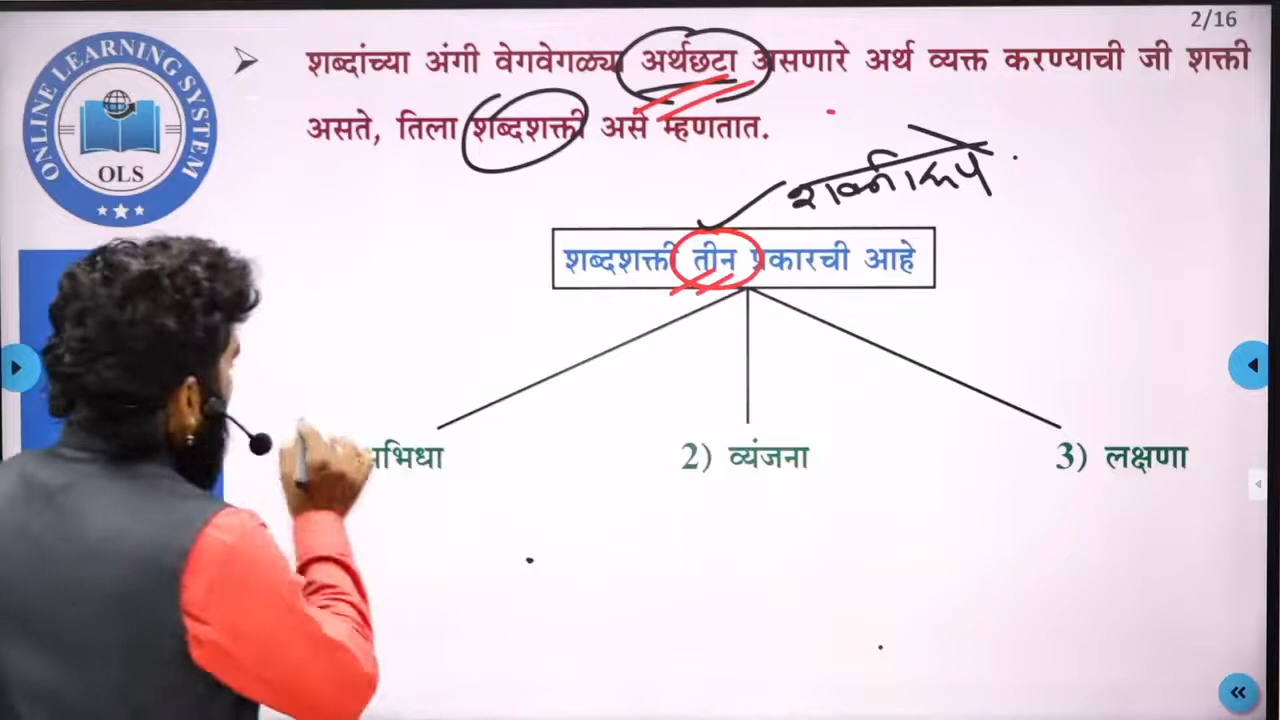 2/16
ONLINE LEARNING SYSTEM
OLS
शब्दांच्या अंगी वेगवेगळ्या अर्थछटा असणारे अर्थ व्यक्त करण्याची जी शक्ती
असते, तिला शब्दशक्ती असे म्हणतात.
शब्दशक्ती तीन प्रकारची आहे
अभिधा
2) व्यंजना
3) लक्षणा